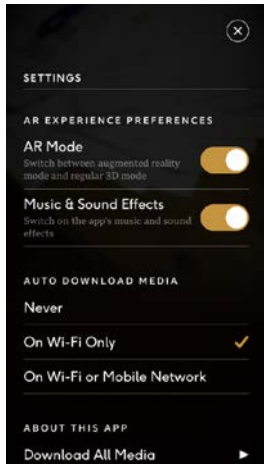 SETTINGS
AR EXPERIENCE PREFERENCES
AR Mode
Switch between augmented reality
mode and regular 3D mode
Music & Sound Effects
Switch on the app's music and sound
effects
AUTO DOWNLOAD MEDIA
Never
On Wi-Fi Only
On Wi-Fi or Mobile Network
ABOUT THIS APP
Download All Media